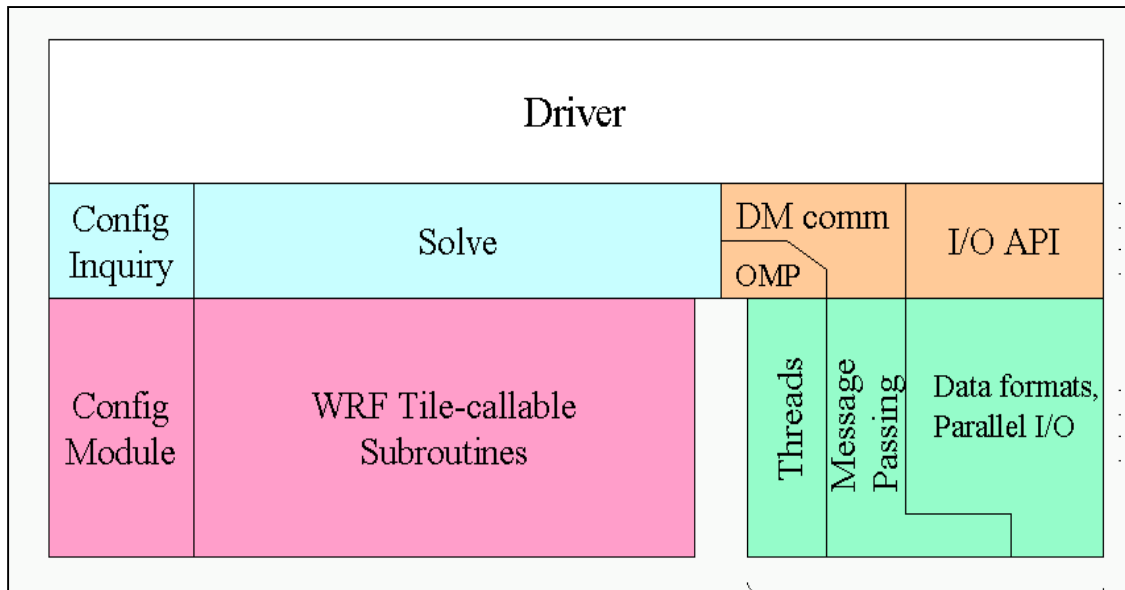 Driver
Config
Inquiry
Solve
DM comm
OMP
I/O API
Config
Module
WRF Tile-callable
Subroutines
Threads
Message
Passing
Data formats,
Parallel I/O